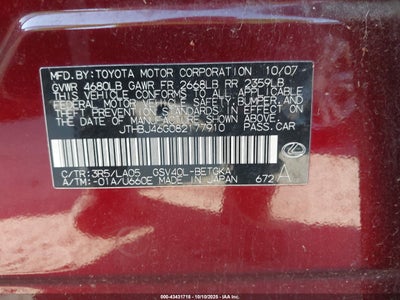 MFD.BY:TOYOTA MOTOR CORPORATION 10/07
GVWR 4680LB GAWR FR 2668LB RR 2359LB
THIS VEHICLE CONFORMS TO ALL APPLICABLE
FEDERAL MOTOR VEHICLE SAFETY,BUMPER, AND
THEFT PREVENTION STANDARDS IN EFFECT ON
THE DATE OF MANUFACTURE SHOWN ABOVE.
JTHBJ46G082177910 PASS.CAR
C/TR:3R5/LA05 GSV40L-BETGKA
A/TM:-01A/U660E MADE IN JAPAN 672 A
000-43431718 - 10/10/2025 - IAA Holdings, LLC